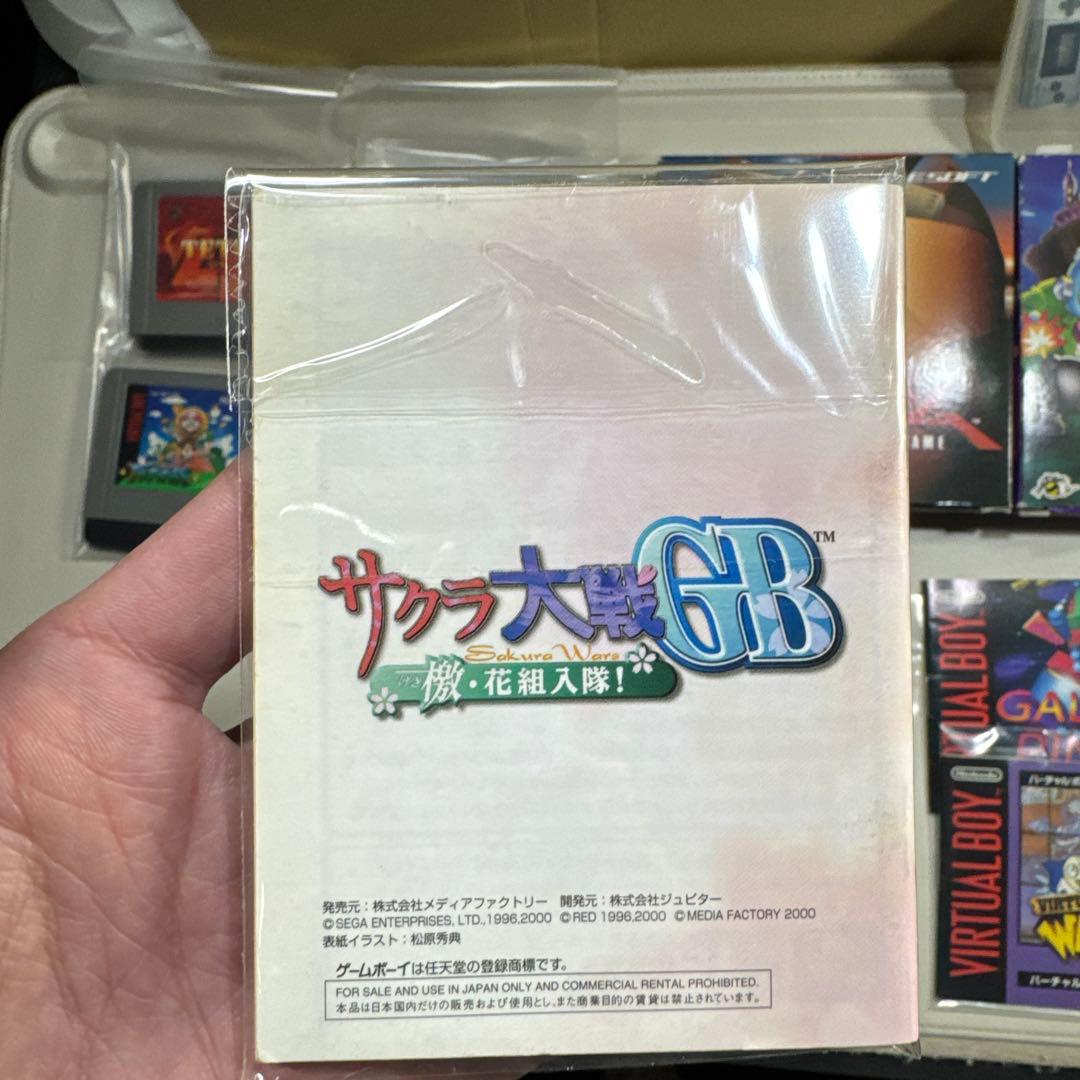 サクラ大戦GB™
Sakura Wars
檄・花組入隊!
発売元:株式会社メディアファクトリー 開発元:株式会社ジュピター
©SEGA ENTERPRISES, LTD.,1996,2000 ©RED 1996,2000 ©MEDIA FACTORY 2000
表紙イラスト:松原秀典
ゲームボーイは任天堂の登録商標です。
FOR SALE AND USE IN JAPAN ONLY AND COMMERCIAL RENTAL PROHIBITED.
本品は日本国内だけの販売および使用とし、また商業目的の賃貸は禁止されています。
VIRTUAL BOY
Nintendo
VIRTUAL BOY